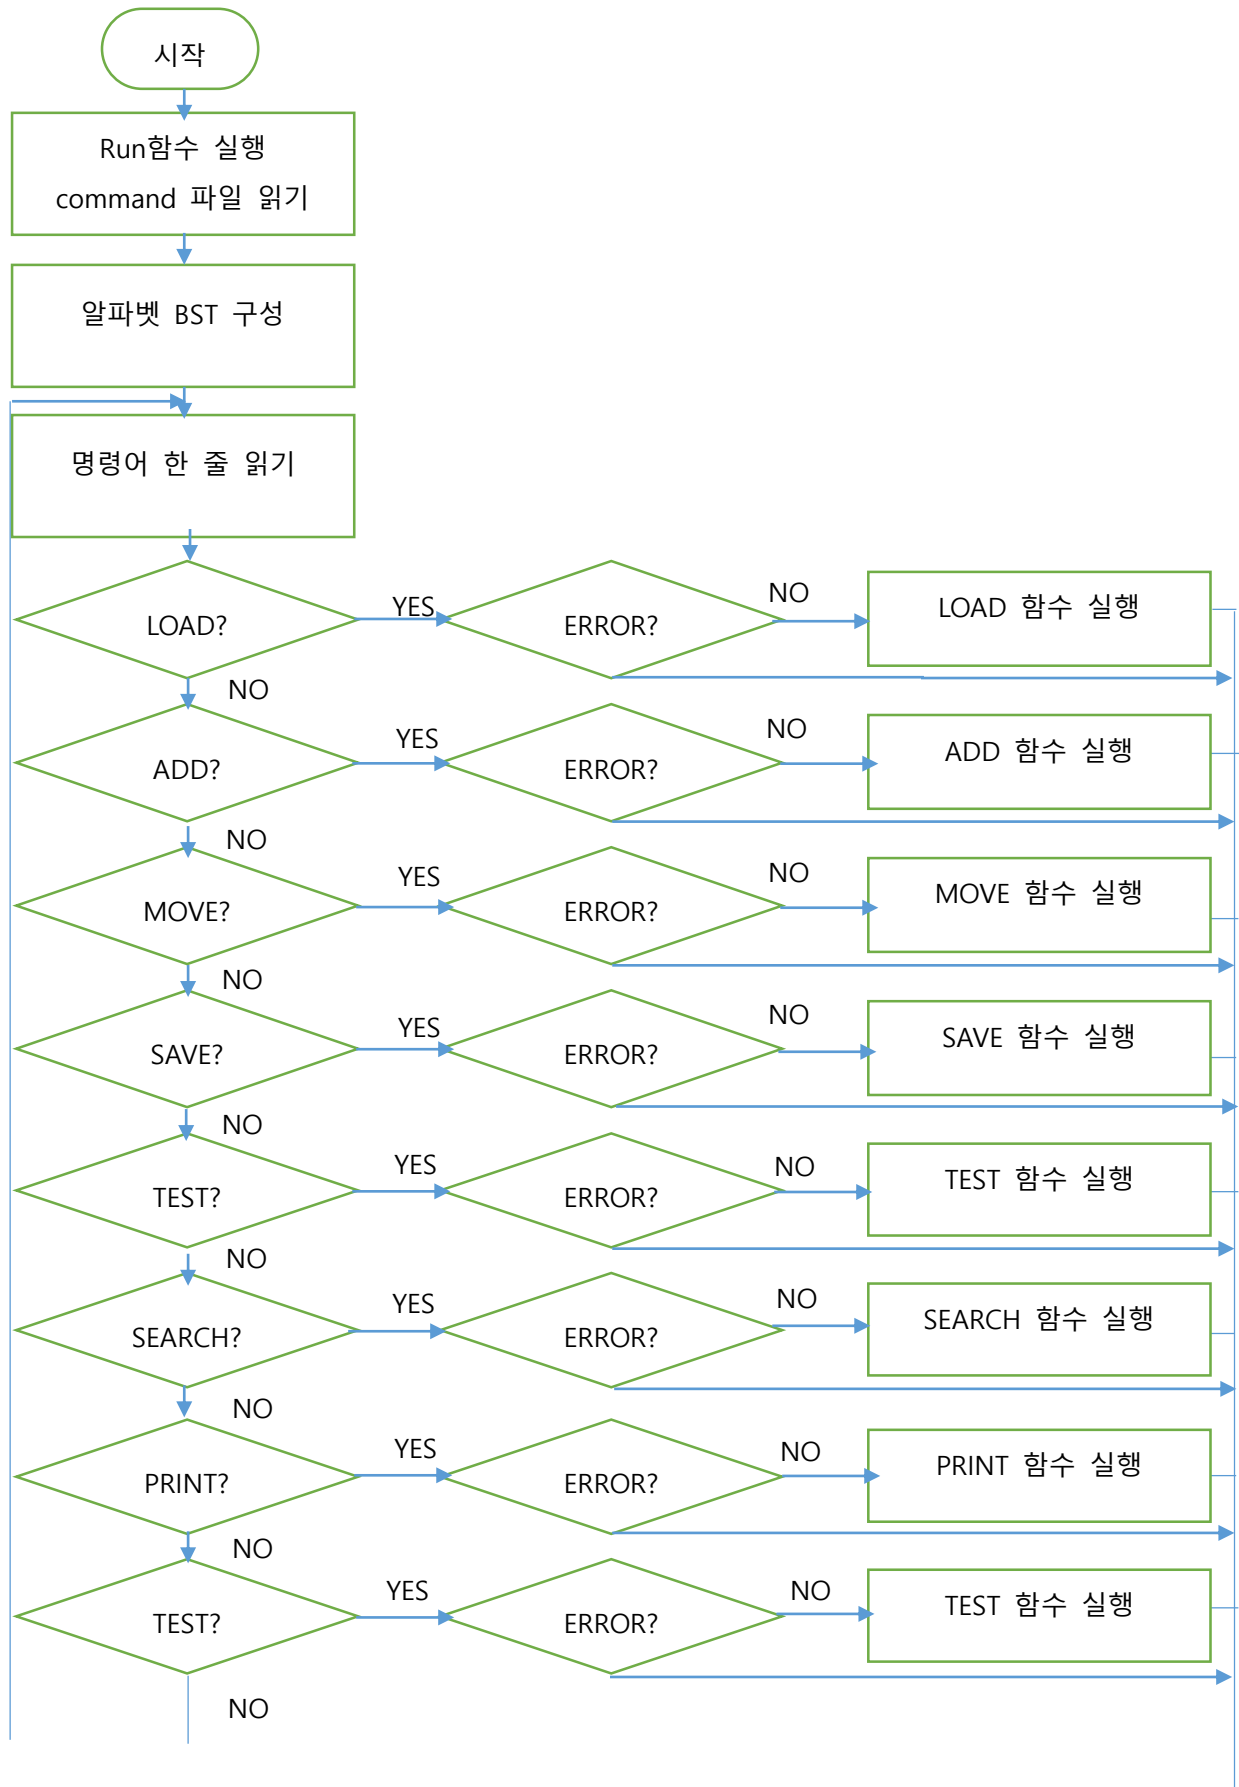 시작
Run함수 실행
command 파일 읽기
알파벳 BST 구성
명령어 한 줄 읽기
LOAD?
YES
ERROR?
NO
LOAD 함수 실행
NO
ADD?
YES
ERROR?
NO
ADD 함수 실행
NO
MOVE?
YES
ERROR?
NO
MOVE 함수 실행
NO
SAVE?
YES
ERROR?
NO
SAVE 함수 실행
NO
TEST?
YES
ERROR?
NO
TEST 함수 실행
NO
SEARCH?
YES
ERROR?
NO
SEARCH 함수 실행
NO
PRINT?
YES
ERROR?
NO
PRINT 함수 실행
NO
TEST?
YES
ERROR?
NO
TEST 함수 실행
NO